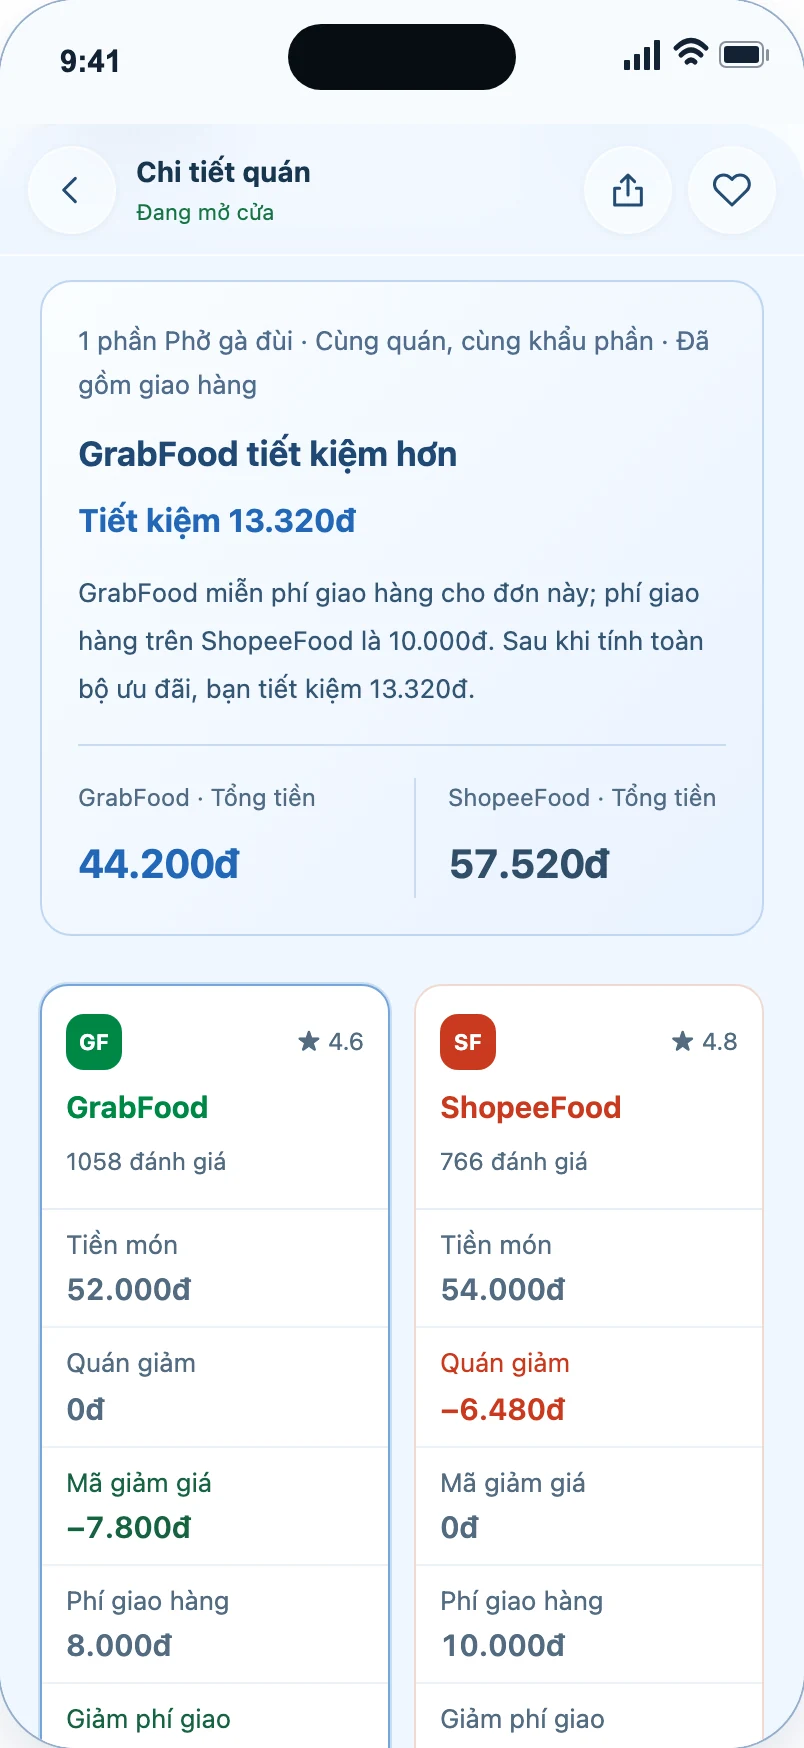 9:41
Chi tiết quán
Đang mở cửa
1 phần Phở gà đùi · Cùng quán, cùng khẩu phần · Đã
gồm giao hàng
GrabFood tiết kiệm hơn
Tiết kiệm 13.320đ
GrabFood miễn phí giao hàng cho đơn này; phí giao
hàng trên ShopeeFood là 10.000đ. Sau khi tính toàn
bộ ưu đãi, bạn tiết kiệm 13.320đ.
GrabFood · Tổng tiền
44.200đ
ShopeeFood · Tổng tiền
57.520đ
GF
★ 4.6
GrabFood
1058 đánh giá
Tiền món
52.000đ
Quán giảm
0đ
Mã giảm giá
–7.800đ
Phí giao hàng
8.000đ
Giảm phí giao
SF
★ 4.8
ShopeeFood
766 đánh giá
Tiền món
54.000đ
Quán giảm
–6.480đ
Mã giảm giá
0đ
Phí giao hàng
10.000đ
Giảm phí giao